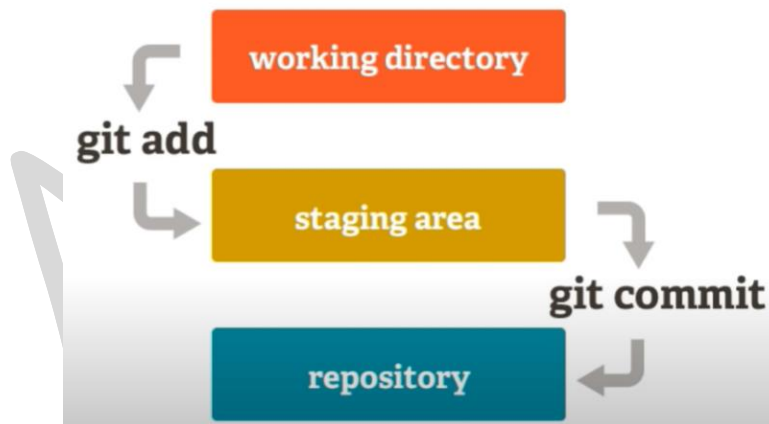 working directory
git add
staging area
git commit
repository